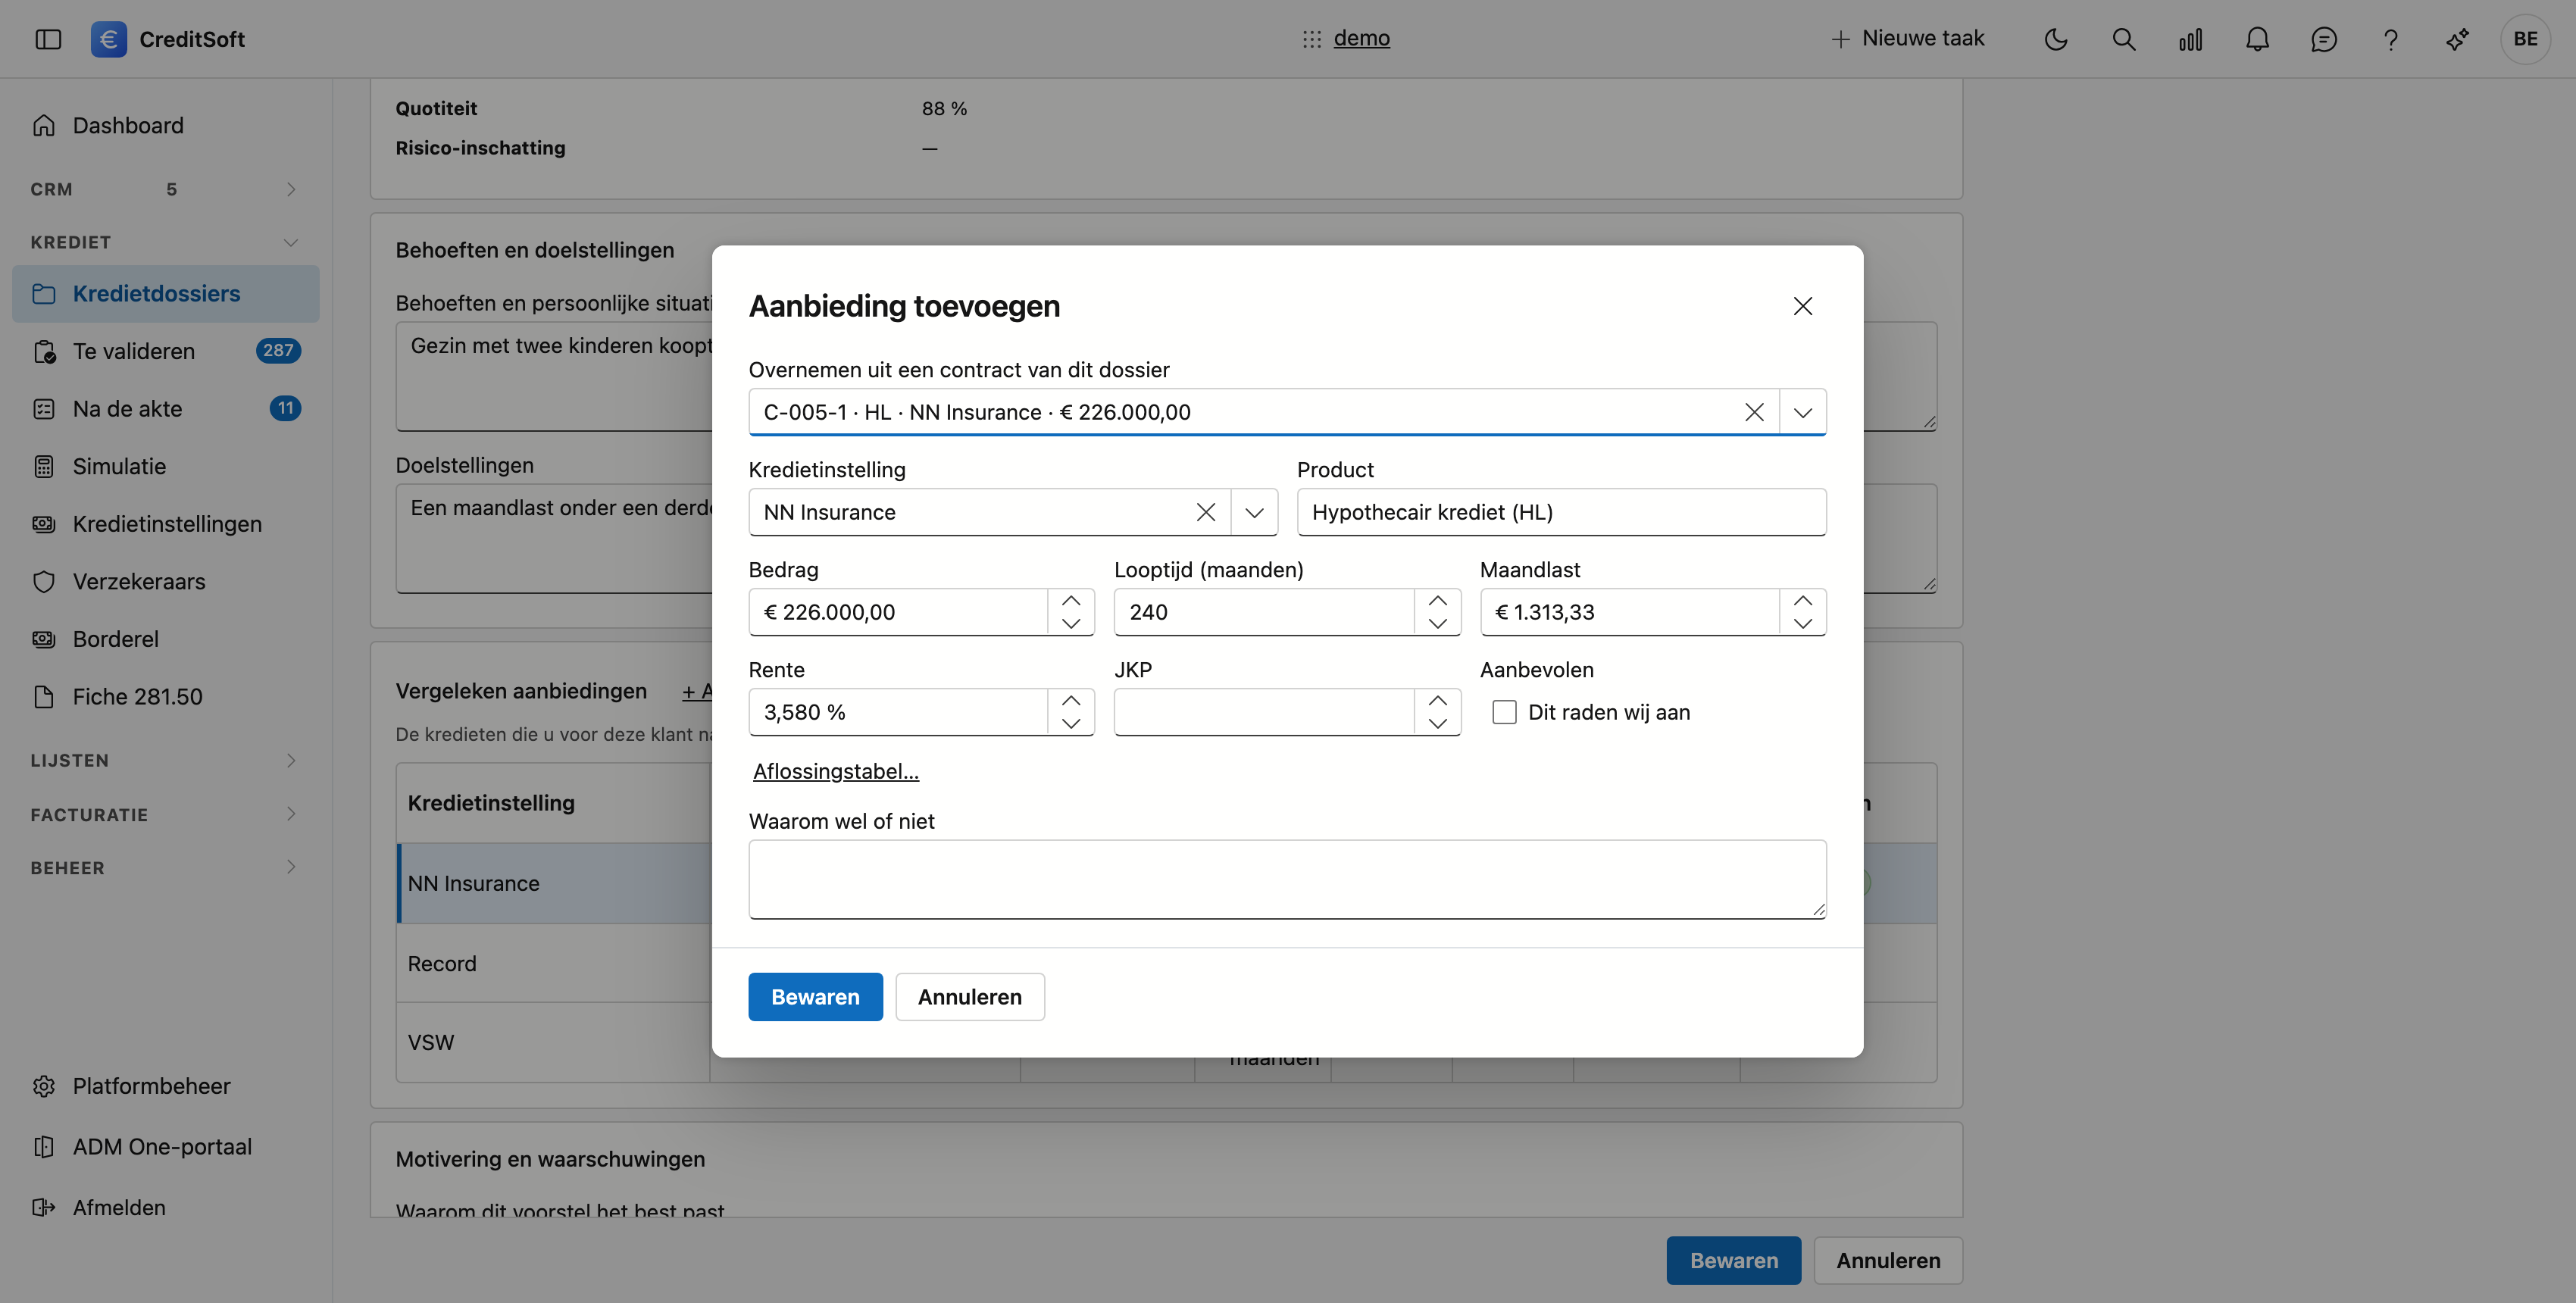 CreditSoft
demo
Nieuwe taak
BE
Dashboard
CRM 5
KREDIET
Kredietdossiers
Te valideren 287
Na de akte 11
Simulatie
Kredietinstellingen
Verzekeraars
Borderel
Fiche 281.50
LIJSTEN
FACTURATIE
BEHEER
Platformbeheer
ADM One-portaal
Afmelden
Quotiteit 88 %
Risico-inschatting —
Behoeften en doelstellingen
Behoeften en persoonlijke
Gezin met twee kinderen
Doelstellingen
Een maandlast onder een
Vergeleken aanbiedingen + A
De kredieten die u voor deze klant
Kredietinstelling
NN Insurance
Record
VSW
maanden
Motivering en waarschuwingen
Waarom dit voorstel het best past
Bewaren Annuleren
Aanbieding toevoegen
Overnemen uit een contract van dit dossier
C-005-1 · HL · NN Insurance · € 226.000,00
Kredietinstelling Product
NN Insurance Hypothecair krediet (HL)
Bedrag Looptijd (maanden) Maandlast
€ 226.000,00 240 € 1.313,33
Rente JKP Aanbevolen
3,580 % Dit raden wij aan
Aflossingstabel...
Waarom wel of niet
Bewaren Annuleren